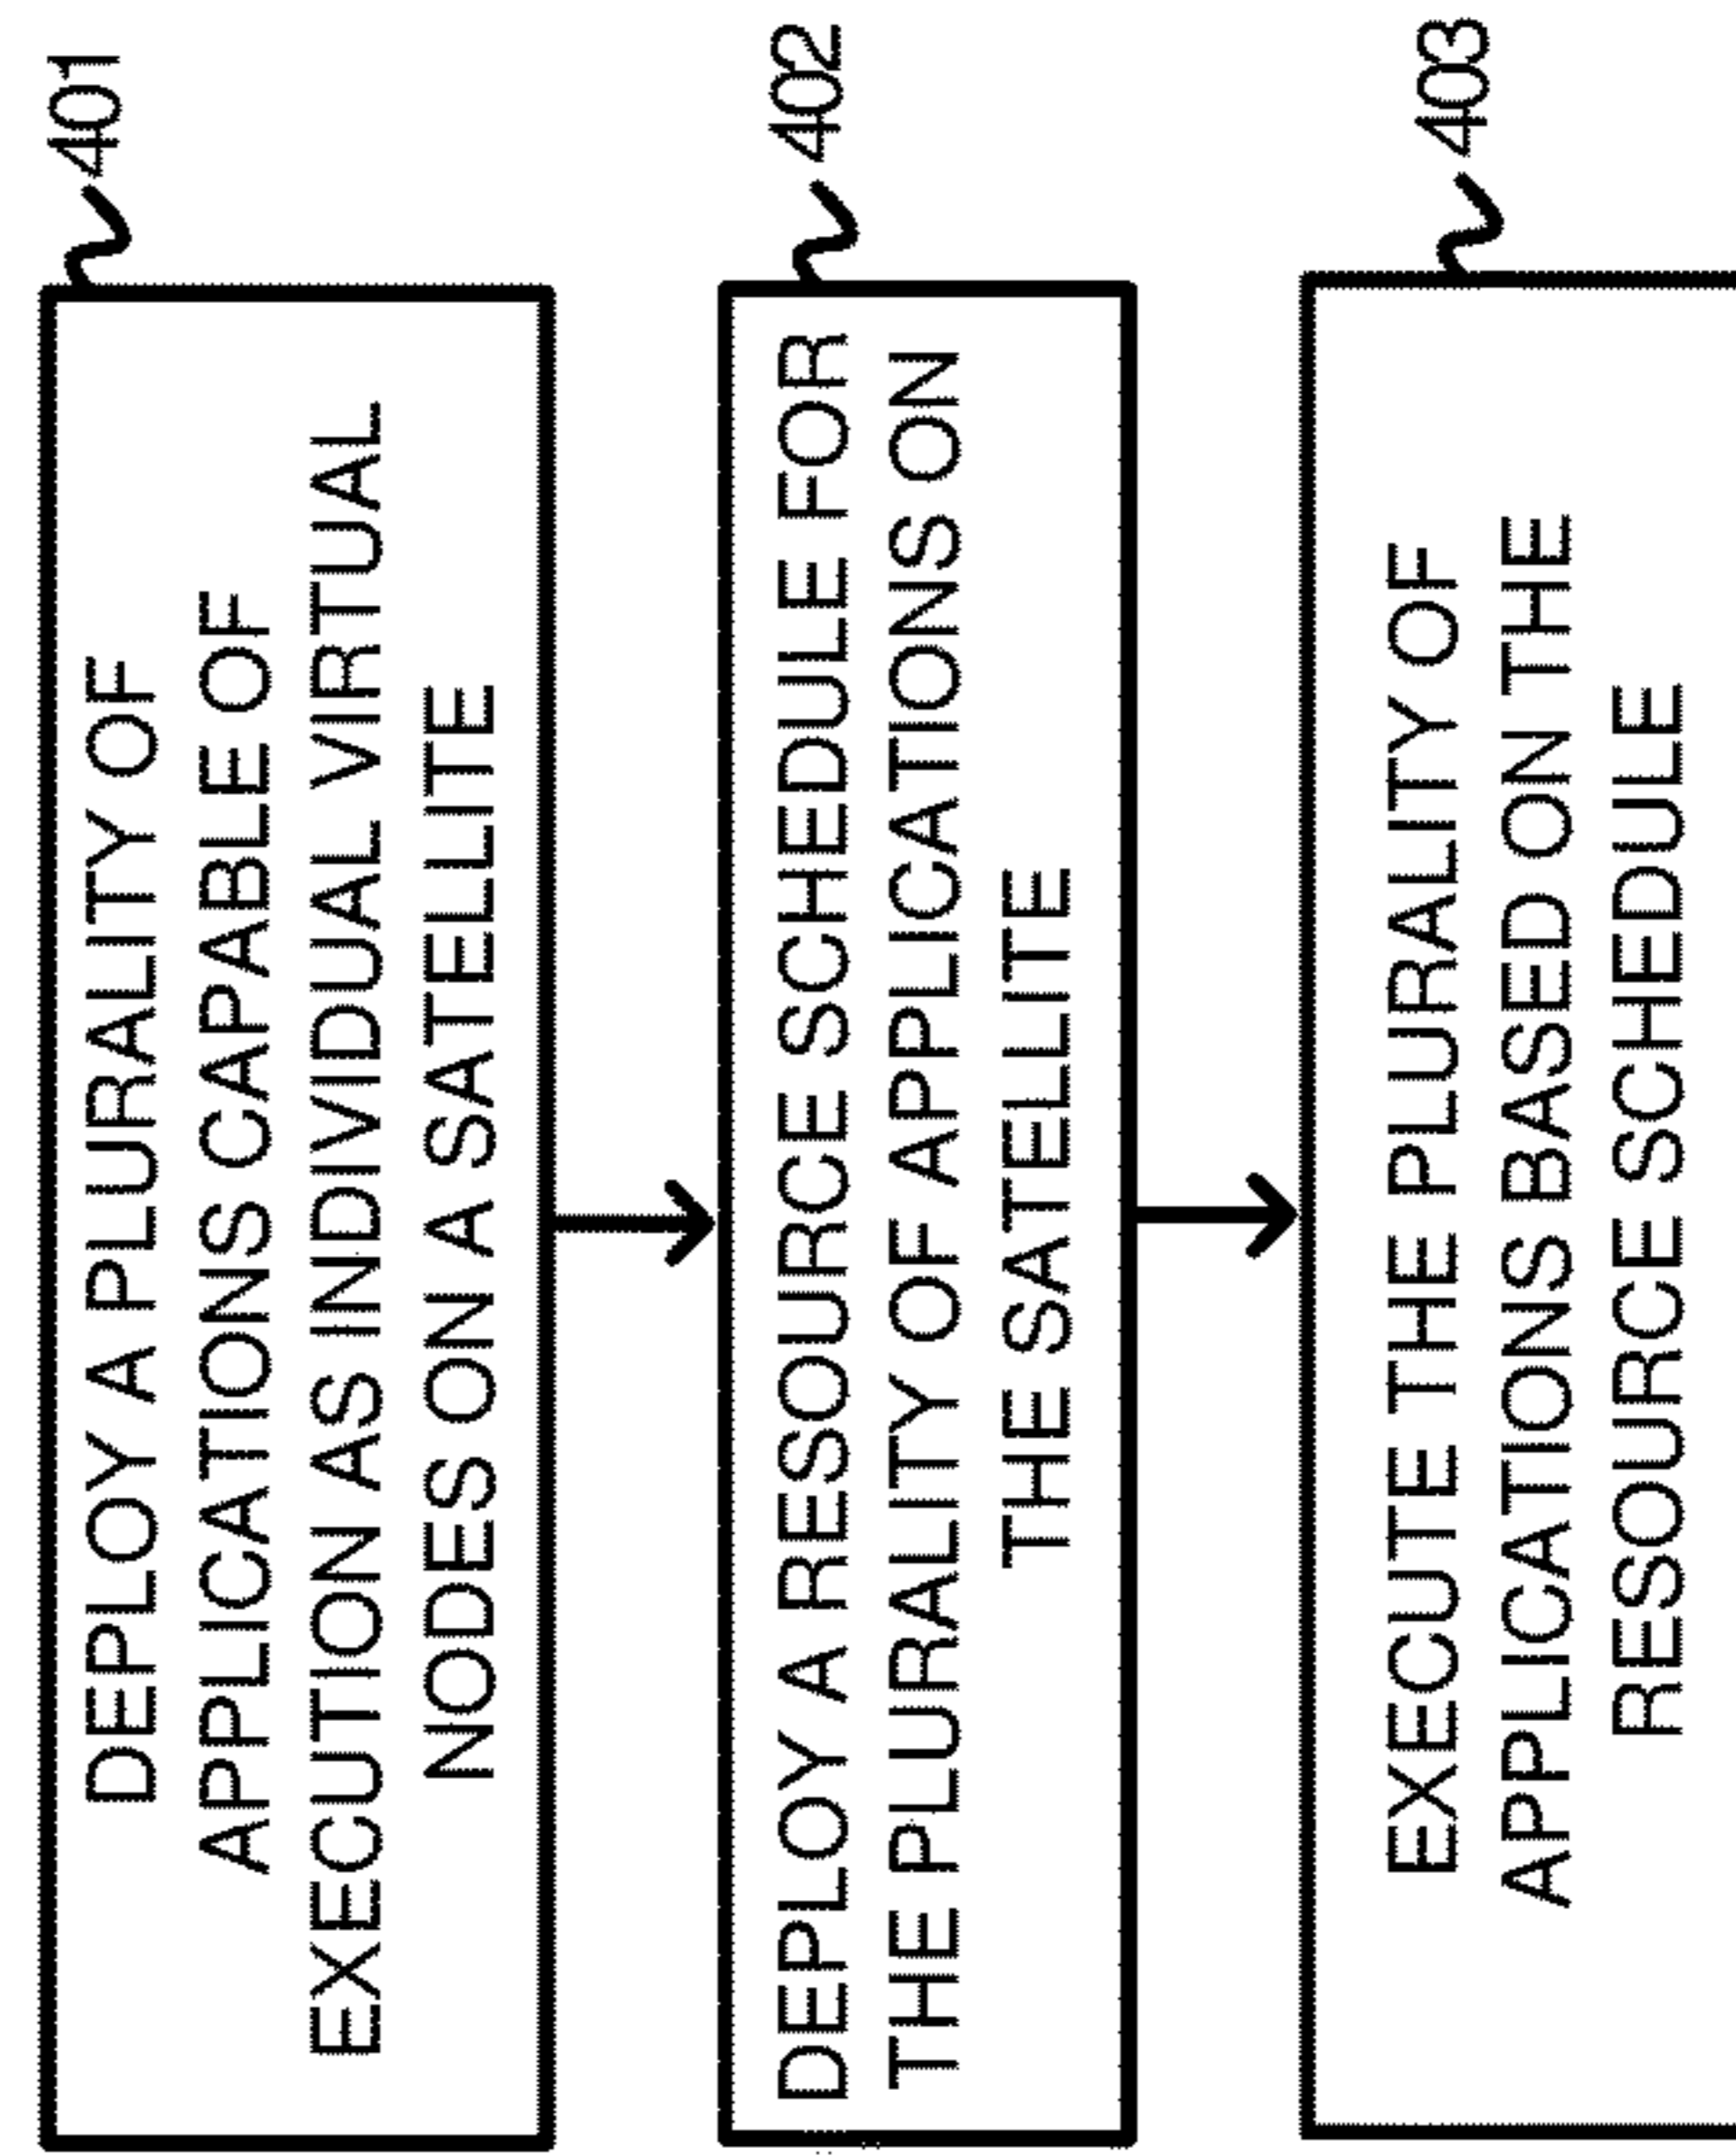 401
DEPLOY A PLURALITY OF
APPLICATIONS CAPABLE OF
EXECUTION AS INDIVIDUAL VIRTUAL
NODES ON A SATELLITE
402
DEPLOY A RESOURCE SCHEDULE FOR
THE PLURALITY OF APPLICATIONS ON
THE SATELLITE
403
EXECUTE THE PLURALITY OF
APPLICATIONS BASED ON THE
RESOURCE SCHEDULE